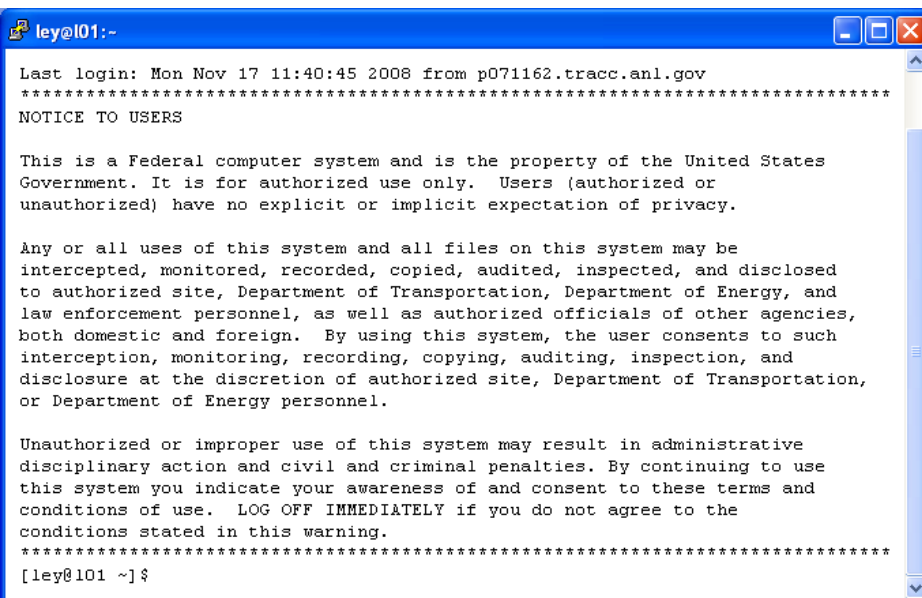 ley@l01:~
Last login: Mon Nov 17 11:40:45 2008 from p071162.tracc.anl.gov
********************************************************************************
NOTICE TO USERS
This is a Federal computer system and is the property of the United States
Government. It is for authorized use only.  Users (authorized or
unauthorized) have no explicit or implicit expectation of privacy.
Any or all uses of this system and all files on this system may be
intercepted, monitored, recorded, copied, audited, inspected, and disclosed
to authorized site, Department of Transportation, Department of Energy, and
law enforcement personnel, as well as authorized officials of other agencies,
both domestic and foreign.  By using this system, the user consents to such
interception, monitoring, recording, copying, auditing, inspection, and
disclosure at the discretion of authorized site, Department of Transportation,
or Department of Energy personnel.
Unauthorized or improper use of this system may result in administrative
disciplinary action and civil and criminal penalties. By continuing to use
this system you indicate your awareness of and consent to these terms and
conditions of use.  LOG OFF IMMEDIATELY if you do not agree to the
conditions stated in this warning.
********************************************************************************
[ley@l01 ~]$